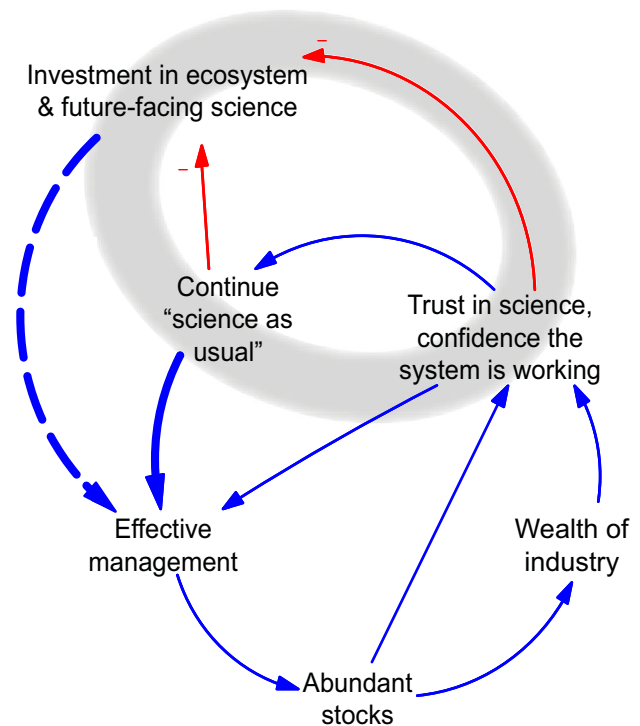 –
Investment in ecosystem
& future-facing science
–
Continue
“science as
usual”
Trust in science,
confidence the
system is working
Effective
management
Wealth of
industry
Abundant
stocks